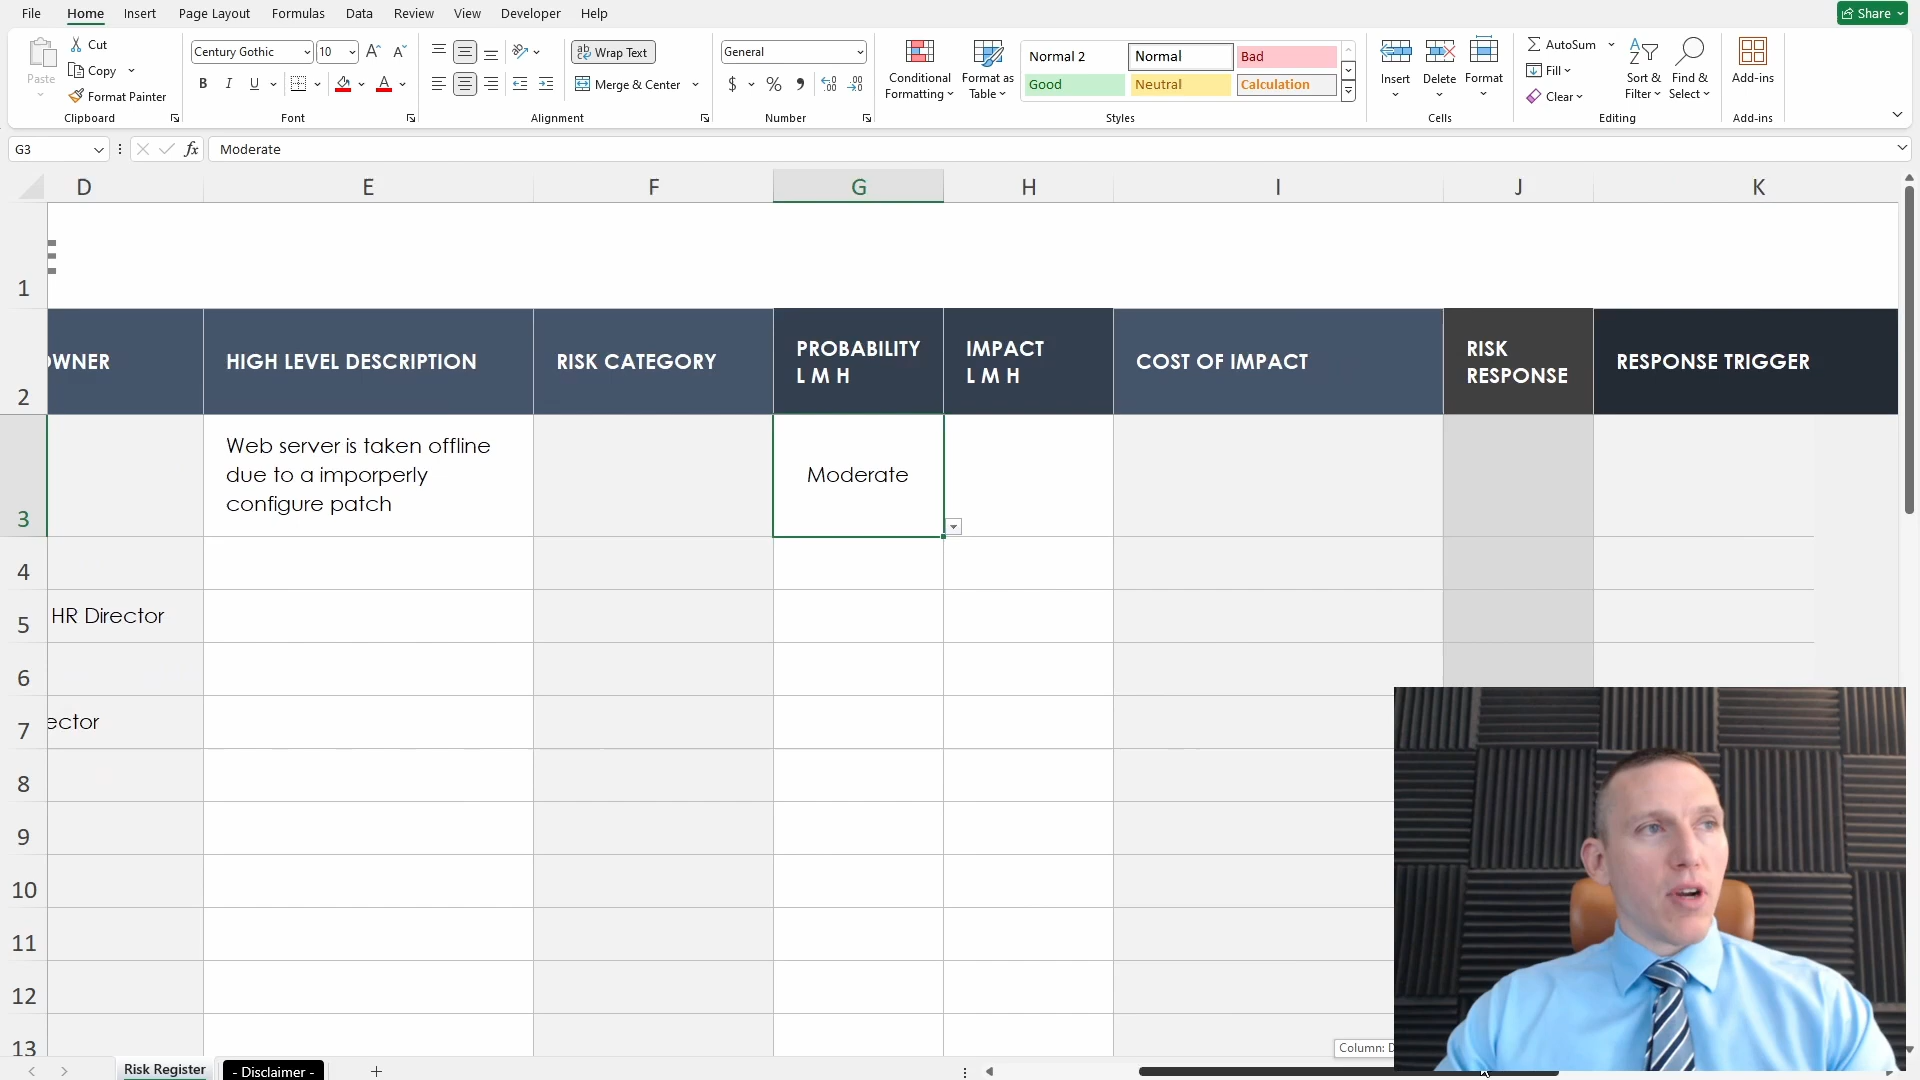 File Home Insert Page Layout Formulas Data Review View Developer Help Share
Paste Cut Copy Format Painter Clipboard
Century Gothic 10 B I U Font
Wrap Text Merge & Center Alignment
General $ % Number
Conditional Formatting Format as Table
Normal 2 Normal Bad
Good Neutral Calculation
Styles
Insert Delete Format Cells
AutoSum Fill Clear Sort & Filter Find & Select Editing
Add-ins Add-ins
G3 fx Moderate
D E F G H I J K
1
2 OWNER HIGH LEVEL DESCRIPTION RISK CATEGORY PROBABILITY L M H IMPACT L M H COST OF IMPACT RISK RESPONSE RESPONSE TRIGGER
3 Web server is taken offline
due to a imporperly
configure patch
Moderate
4
5 HR Director
6
7 ector
8
9
10
11
12
13
Column: D
Risk Register - Disclaimer - +